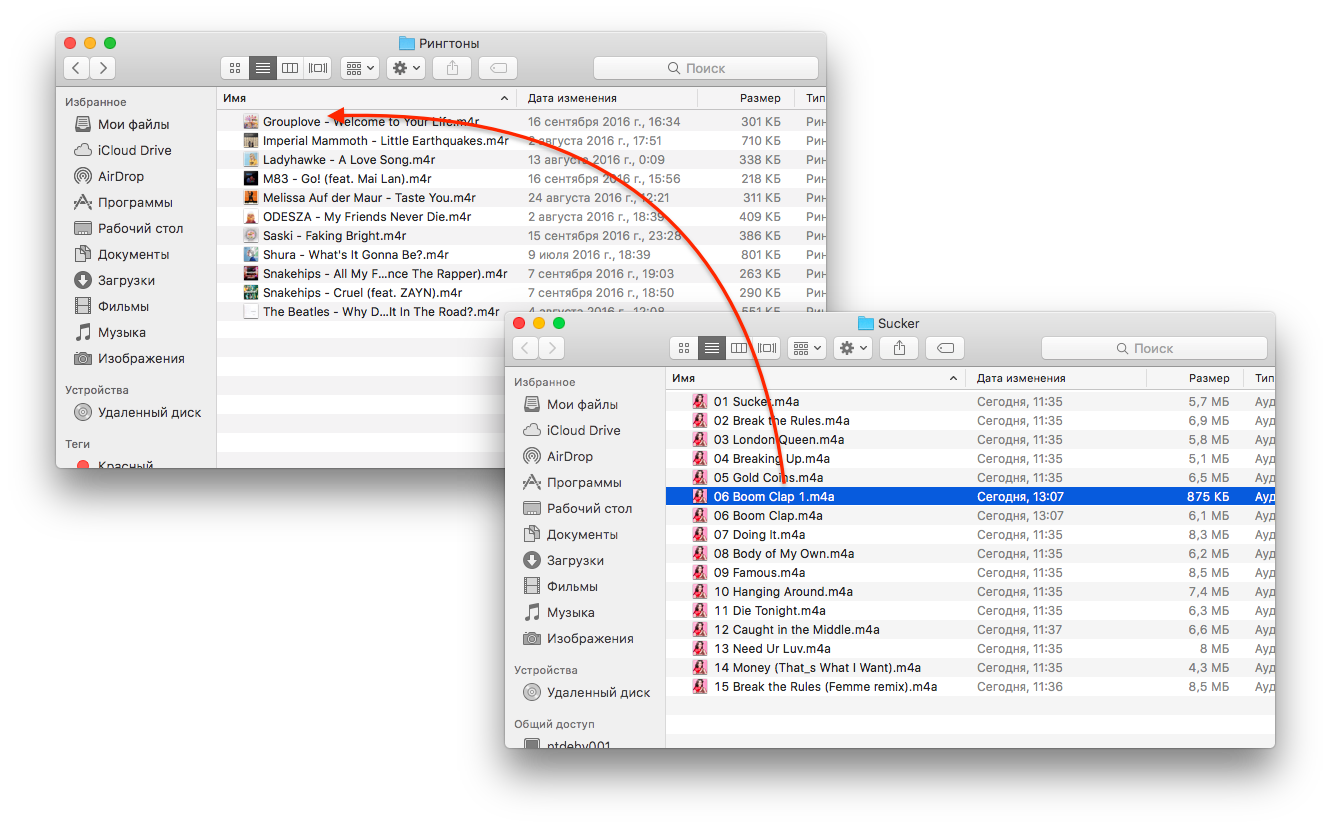 Рингтоны
Поиск
Избранное
Мои файлы
iCloud Drive
AirDrop
Программы
Рабочий стол
Документы
Загрузки
Фильмы
Музыка
Изображения
Устройства
Удаленный диск
Теги
Красный
Имя Дата изменения Размер Тип
Grouplove - Welcome to Your Life.m4r 16 сентября 2016 г., 16:34 301 КБ Рин
Imperial Mammoth - Little Earthquakes.m4r 2 августа 2016 г., 17:51 710 КБ Рин
Ladyhawke - A Love Song.m4r 13 августа 2016 г., 0:09 338 КБ Рин
M83 - Go! (feat. Mai Lan).m4r 16 сентября 2016 г., 15:56 218 КБ Рин
Melissa Auf der Maur - Taste You.m4r 24 августа 2016 г., 12:21 311 КБ Рин
ODESZA - My Friends Never Die.m4r 2 августа 2016 г., 18:39 409 КБ Рин
Saski - Faking Bright.m4r 15 сентября 2016 г., 23:28 386 КБ Рин
Shura - What's It Gonna Be?.m4r 9 июля 2016 г., 18:39 801 КБ Рин
Snakehips - All My F...nce The Rapper).m4r 7 сентября 2016 г., 19:03 263 КБ Рин
Snakehips - Cruel (feat. ZAYN).m4r 7 сентября 2016 г., 18:50 290 КБ Рин
The Beatles - Why D...It In The Road?.m4r 4 августа 2016 г., 12:08 551 КБ Рин
Sucker
Поиск
Избранное
Мои файлы
iCloud Drive
AirDrop
Программы
Рабочий стол
Документы
Загрузки
Фильмы
Музыка
Изображения
Устройства
Удаленный диск
Общий доступ
ntdehv001
Имя Дата изменения Размер Тип
01 Sucker.m4a Сегодня, 11:35 5,7 МБ Ауд
02 Break the Rules.m4a Сегодня, 11:35 6,9 МБ Ауд
03 London Queen.m4a Сегодня, 11:35 5,8 МБ Ауд
04 Breaking Up.m4a Сегодня, 11:35 5,1 МБ Ауд
05 Gold Coins.m4a Сегодня, 11:35 6,5 МБ Ауд
06 Boom Clap 1.m4a Сегодня, 13:07 875 КБ Ауд
06 Boom Clap.m4a Сегодня, 13:07 6,1 МБ Ауд
07 Doing It.m4a Сегодня, 11:35 8,3 МБ Ауд
08 Body of My Own.m4a Сегодня, 11:35 6,2 МБ Ауд
09 Famous.m4a Сегодня, 11:35 8,5 МБ Ауд
10 Hanging Around.m4a Сегодня, 11:35 7,4 МБ Ауд
11 Die Tonight.m4a Сегодня, 11:35 6,3 МБ Ауд
12 Caught in the Middle.m4a Сегодня, 11:37 6,6 МБ Ауд
13 Need Ur Luv.m4a Сегодня, 11:35 8 МБ Ауд
14 Money (That_s What I Want).m4a Сегодня, 11:35 4,3 МБ Ауд
15 Break the Rules (Femme remix).m4a Сегодня, 11:36 8,5 МБ Ауд